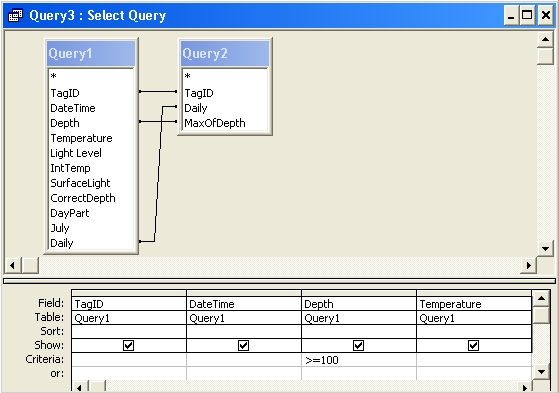 Query3 : Select Query
Query1
*
TagID
DateTime
Depth
Temperature
Light Level
IntTemp
SurfaceLight
CorrectDepth
DayPart
July
Daily
Query2
*
TagID
Daily
MaxOfDepth
Field: TagID DateTime Depth Temperature
Table: Query1 Query1 Query1 Query1
Sort:
Show:
Criteria: >=100
or: